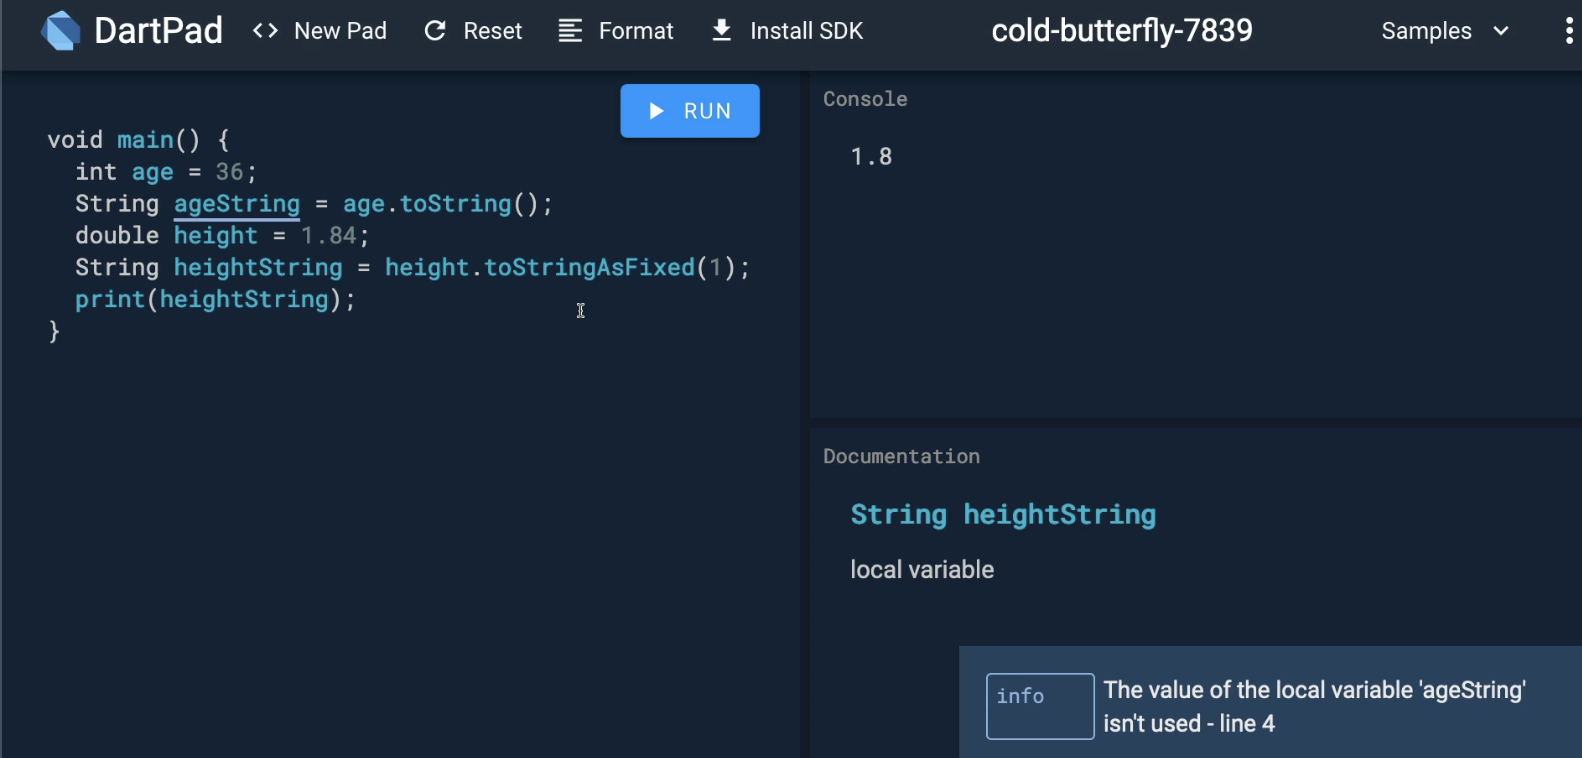 DartPad <> New Pad Reset Format Install SDK cold-butterfly-7839 Samples
RUN
void main() {
  int age = 36;
  String ageString = age.toString();
  double height = 1.84;
  String heightString = height.toStringAsFixed(1);
  print(heightString);
}
Console
1.8
Documentation
String heightString
local variable
info
The value of the local variable 'ageString'
isn't used - line 4